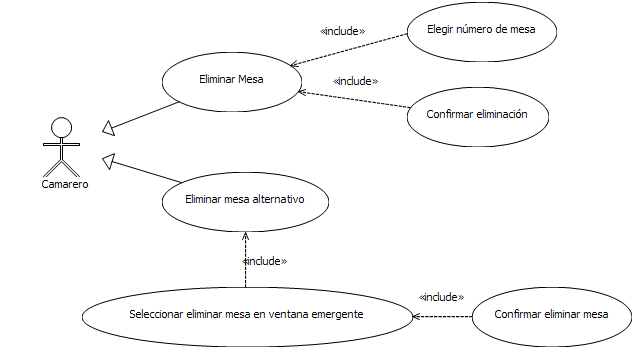 «include»
Elegir número de mesa
Eliminar Mesa
«include»
Confirmar eliminación
Camarero
Eliminar mesa alternativo
«include»
Seleccionar eliminar mesa en ventana emergente
«include»
Confirmar eliminar mesa